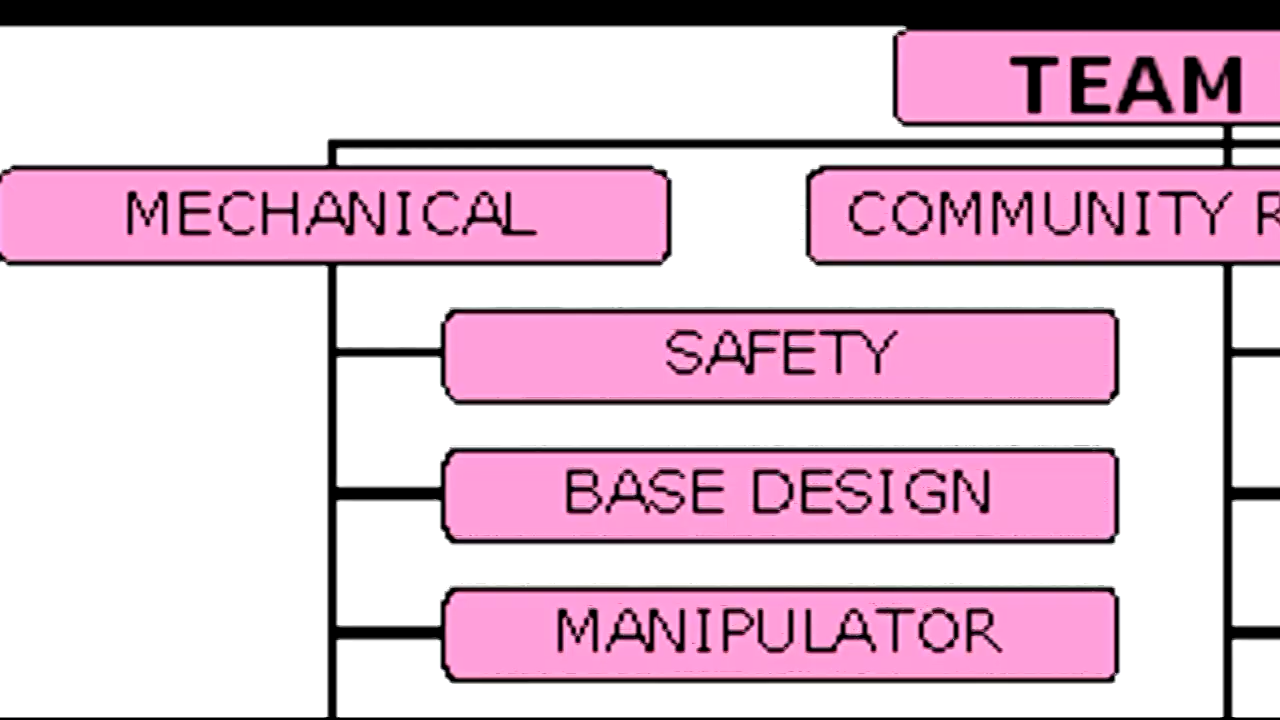 TEAM
MECHANICAL
COMMUNITY
SAFETY
BASE DESIGN
MANIPULATOR